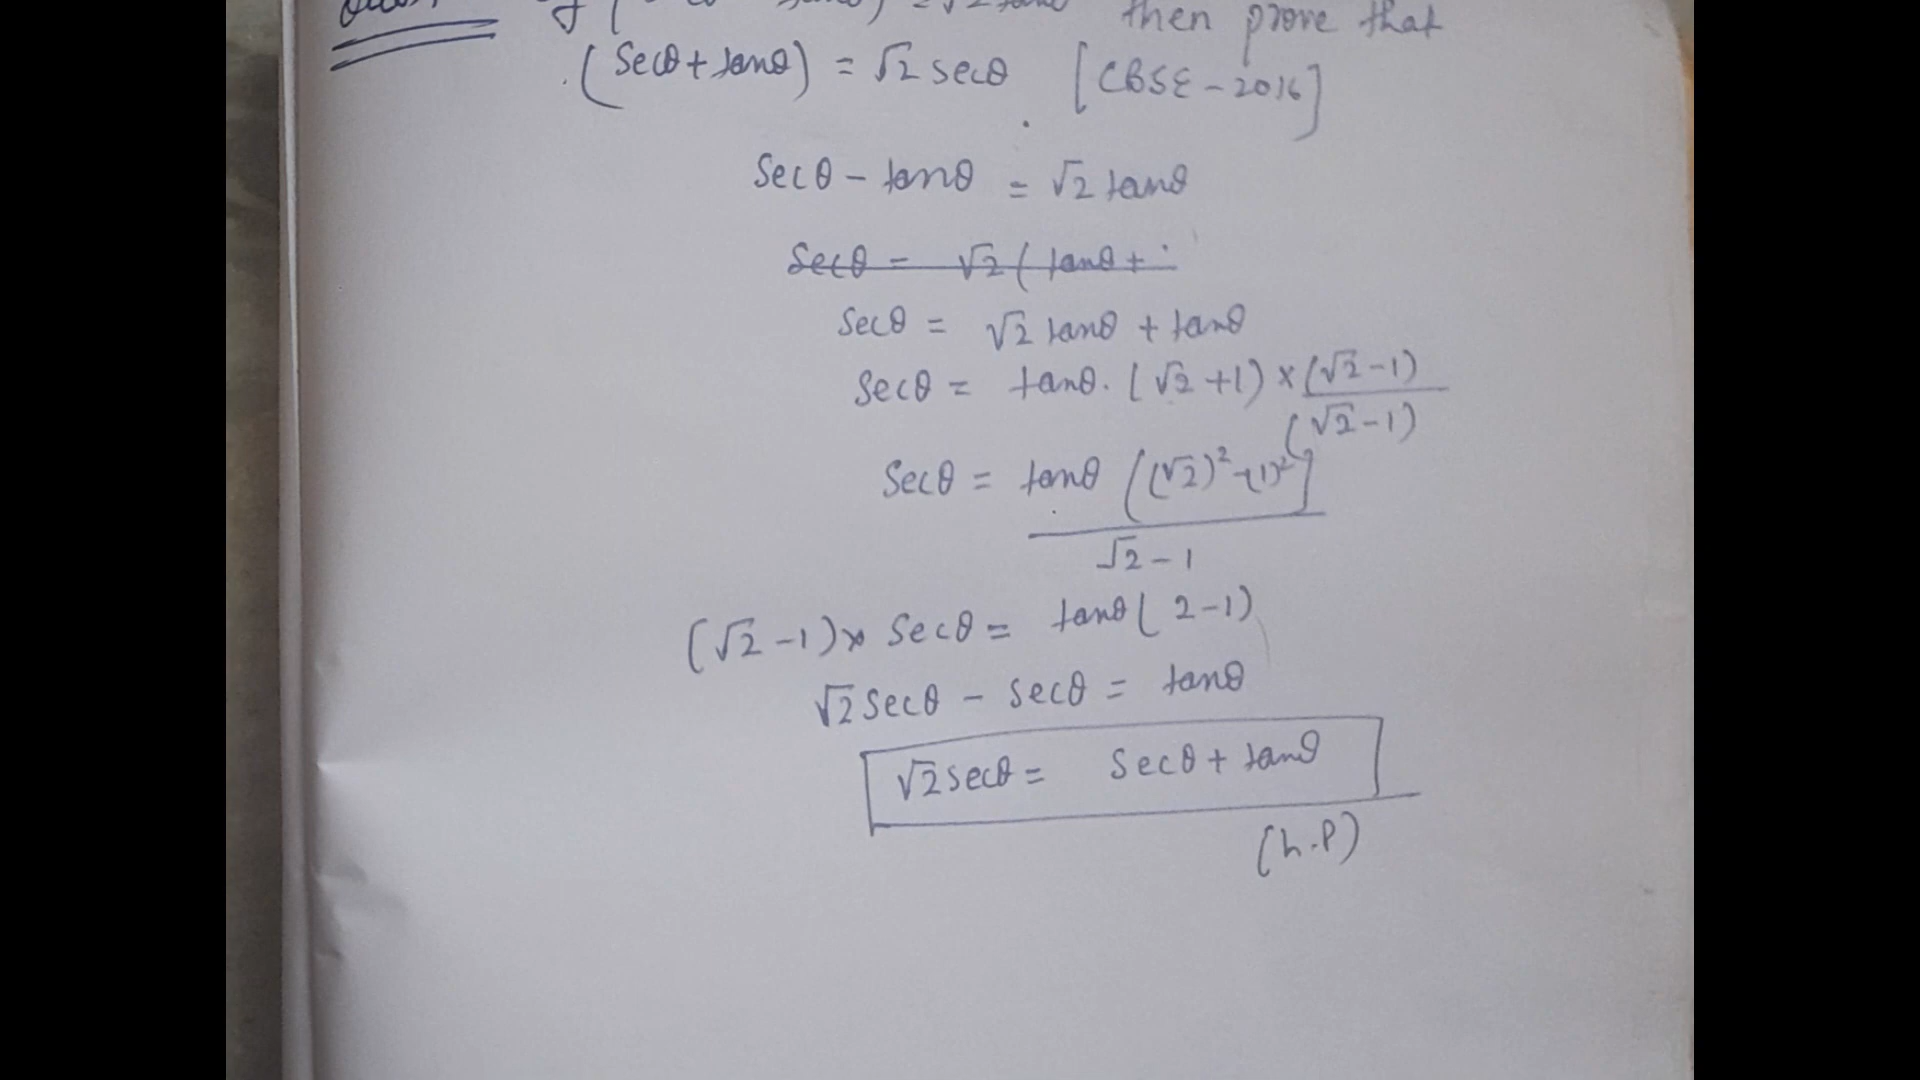 then prove that
(Secθ + tanθ) = √2 secθ [CBSE - 2016]
Secθ - tanθ = √2 tanθ
Secθ = √2 ( tanθ +
Secθ = √2 tanθ + tanθ
Secθ = tanθ. (√2 +1) × (√2 -1)/(√2 -1)
Secθ = tanθ ((√2)² -(1)²)/√2 - 1
(√2 -1) × Secθ = tanθ ( 2-1)
√2 Secθ - Secθ = tanθ
√2 secθ = Secθ + tanθ
(h.P)